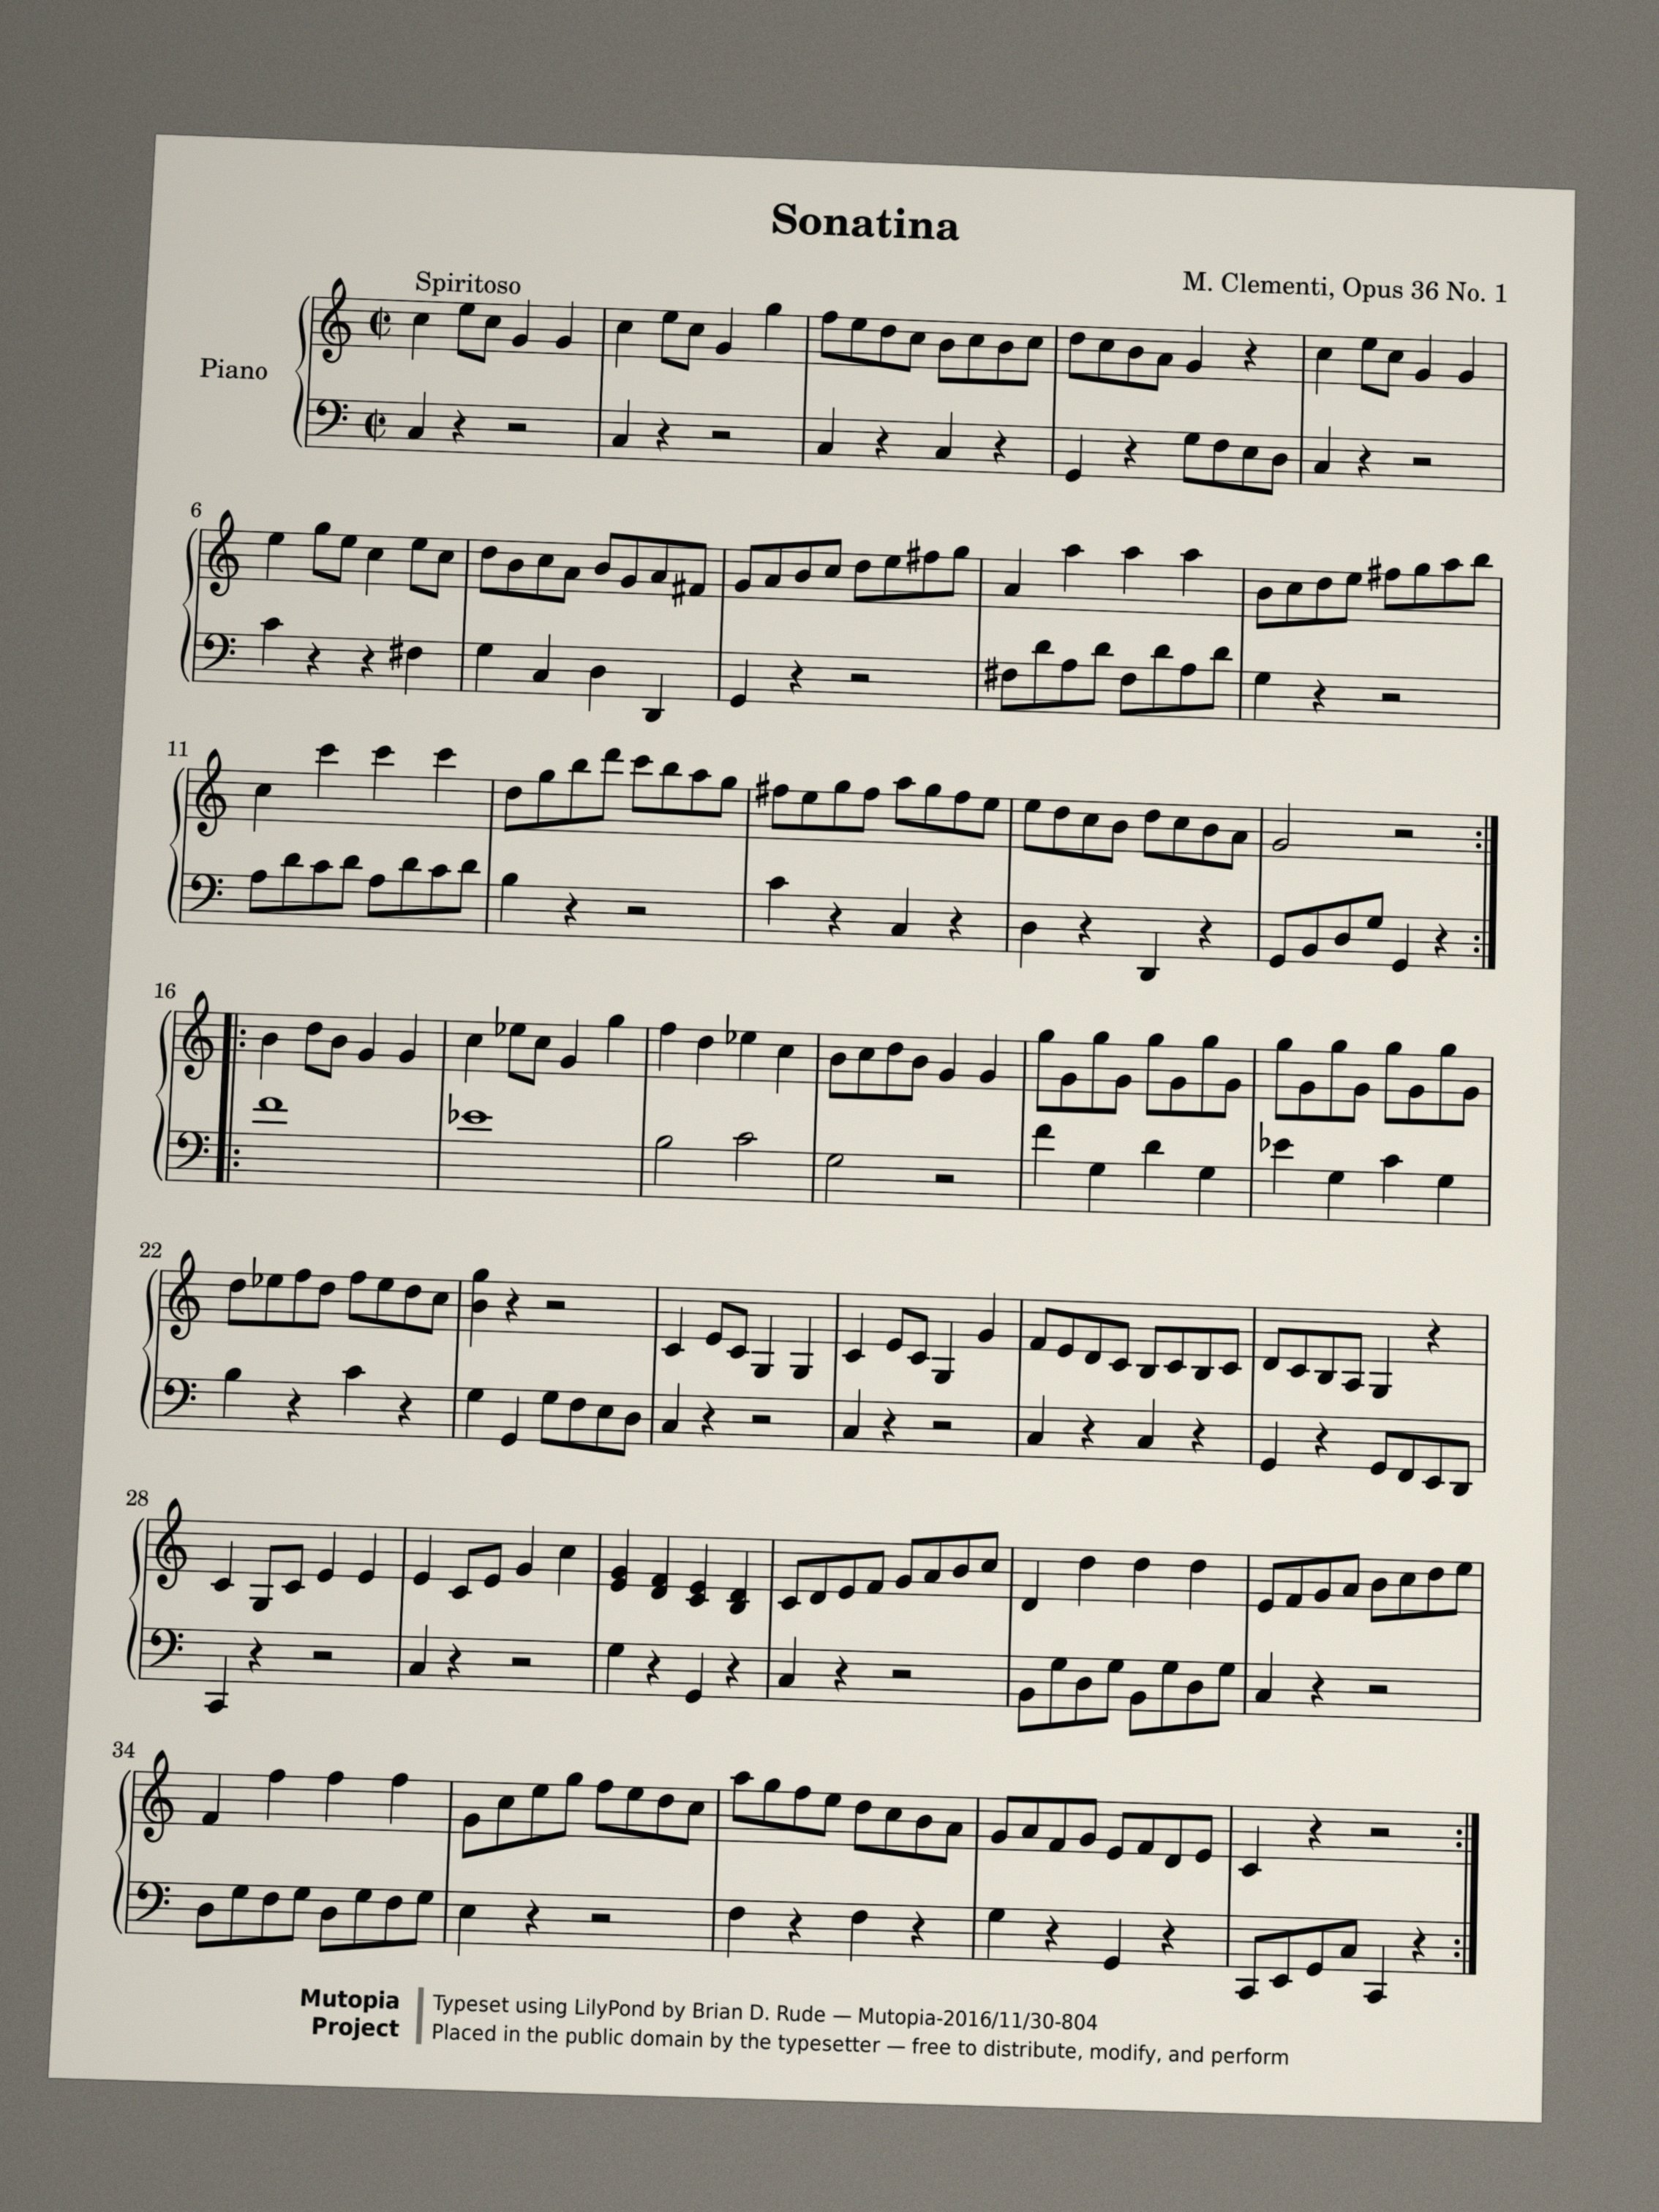 Sonatina
Spiritoso
M. Clementi, Opus 36 No. 1
Piano
6
11
16
22
28
34
Mutopia Project
Typeset using LilyPond by Brian D. Rude — Mutopia-2016/11/30-804
Placed in the public domain by the typesetter — free to distribute, modify, and perform